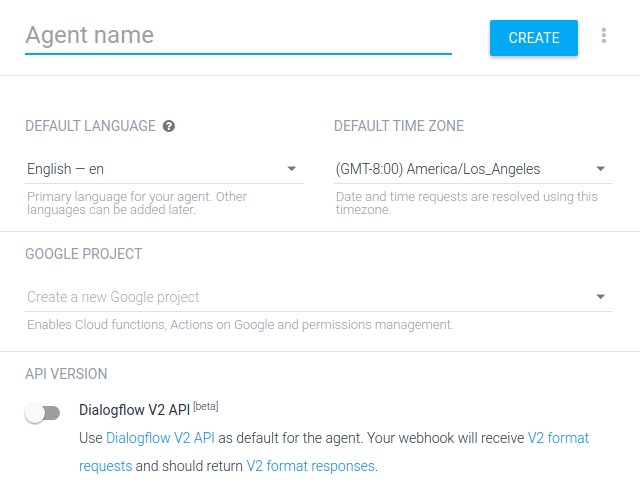 Agent name
CREATE
DEFAULT LANGUAGE ?
DEFAULT TIME ZONE
English — en
(GMT-8:00) America/Los_Angeles
Primary language for your agent. Other
languages can be added later.
Date and time requests are resolved using this
timezone.
GOOGLE PROJECT
Create a new Google project
Enables Cloud functions, Actions on Google and permissions management.
API VERSION
Dialogflow V2 API [beta]
Use Dialogflow V2 API as default for the agent. Your webhook will receive V2 format
requests and should return V2 format responses.